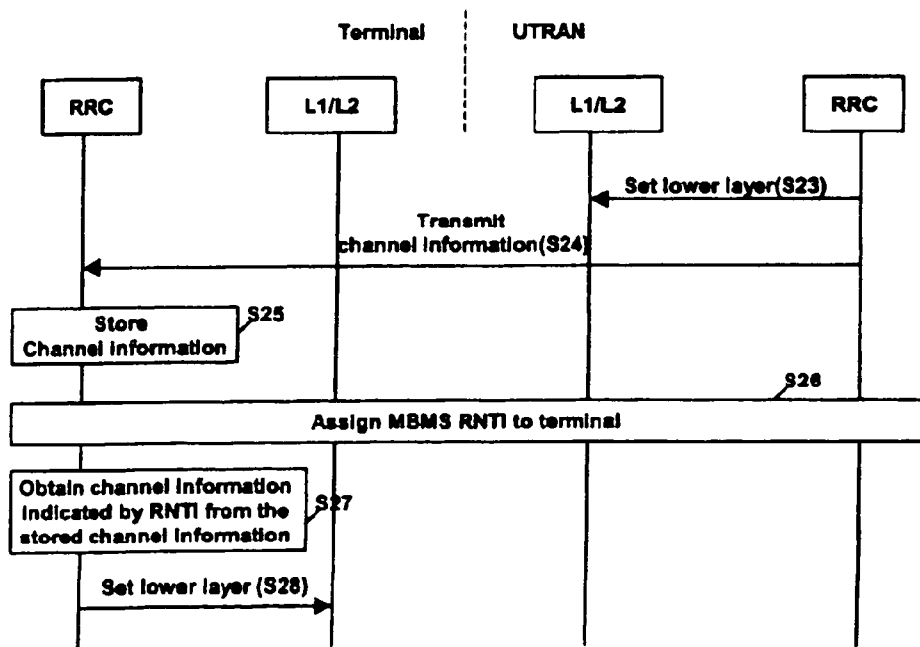 Terminal
UTRAN
RRC
L1/L2
L1/L2
RRC
Set lower layer(S23)
Transmit
channel information(S24)
Store
Channel information
S25
S26
Assign MBMS RNTI to terminal
Obtain channel information
indicated by RNTI from the
stored channel information
S27
Set lower layer (S28)